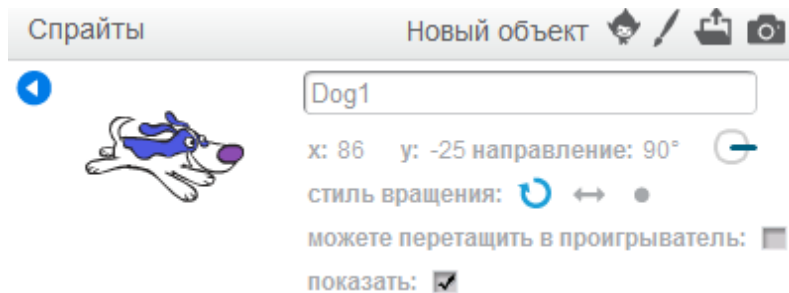 Спрайты Новый объект
Dog1
x: 86 y: -25 направление: 90°
стиль вращения:
можете перетащить в проигрыватель:
показать: